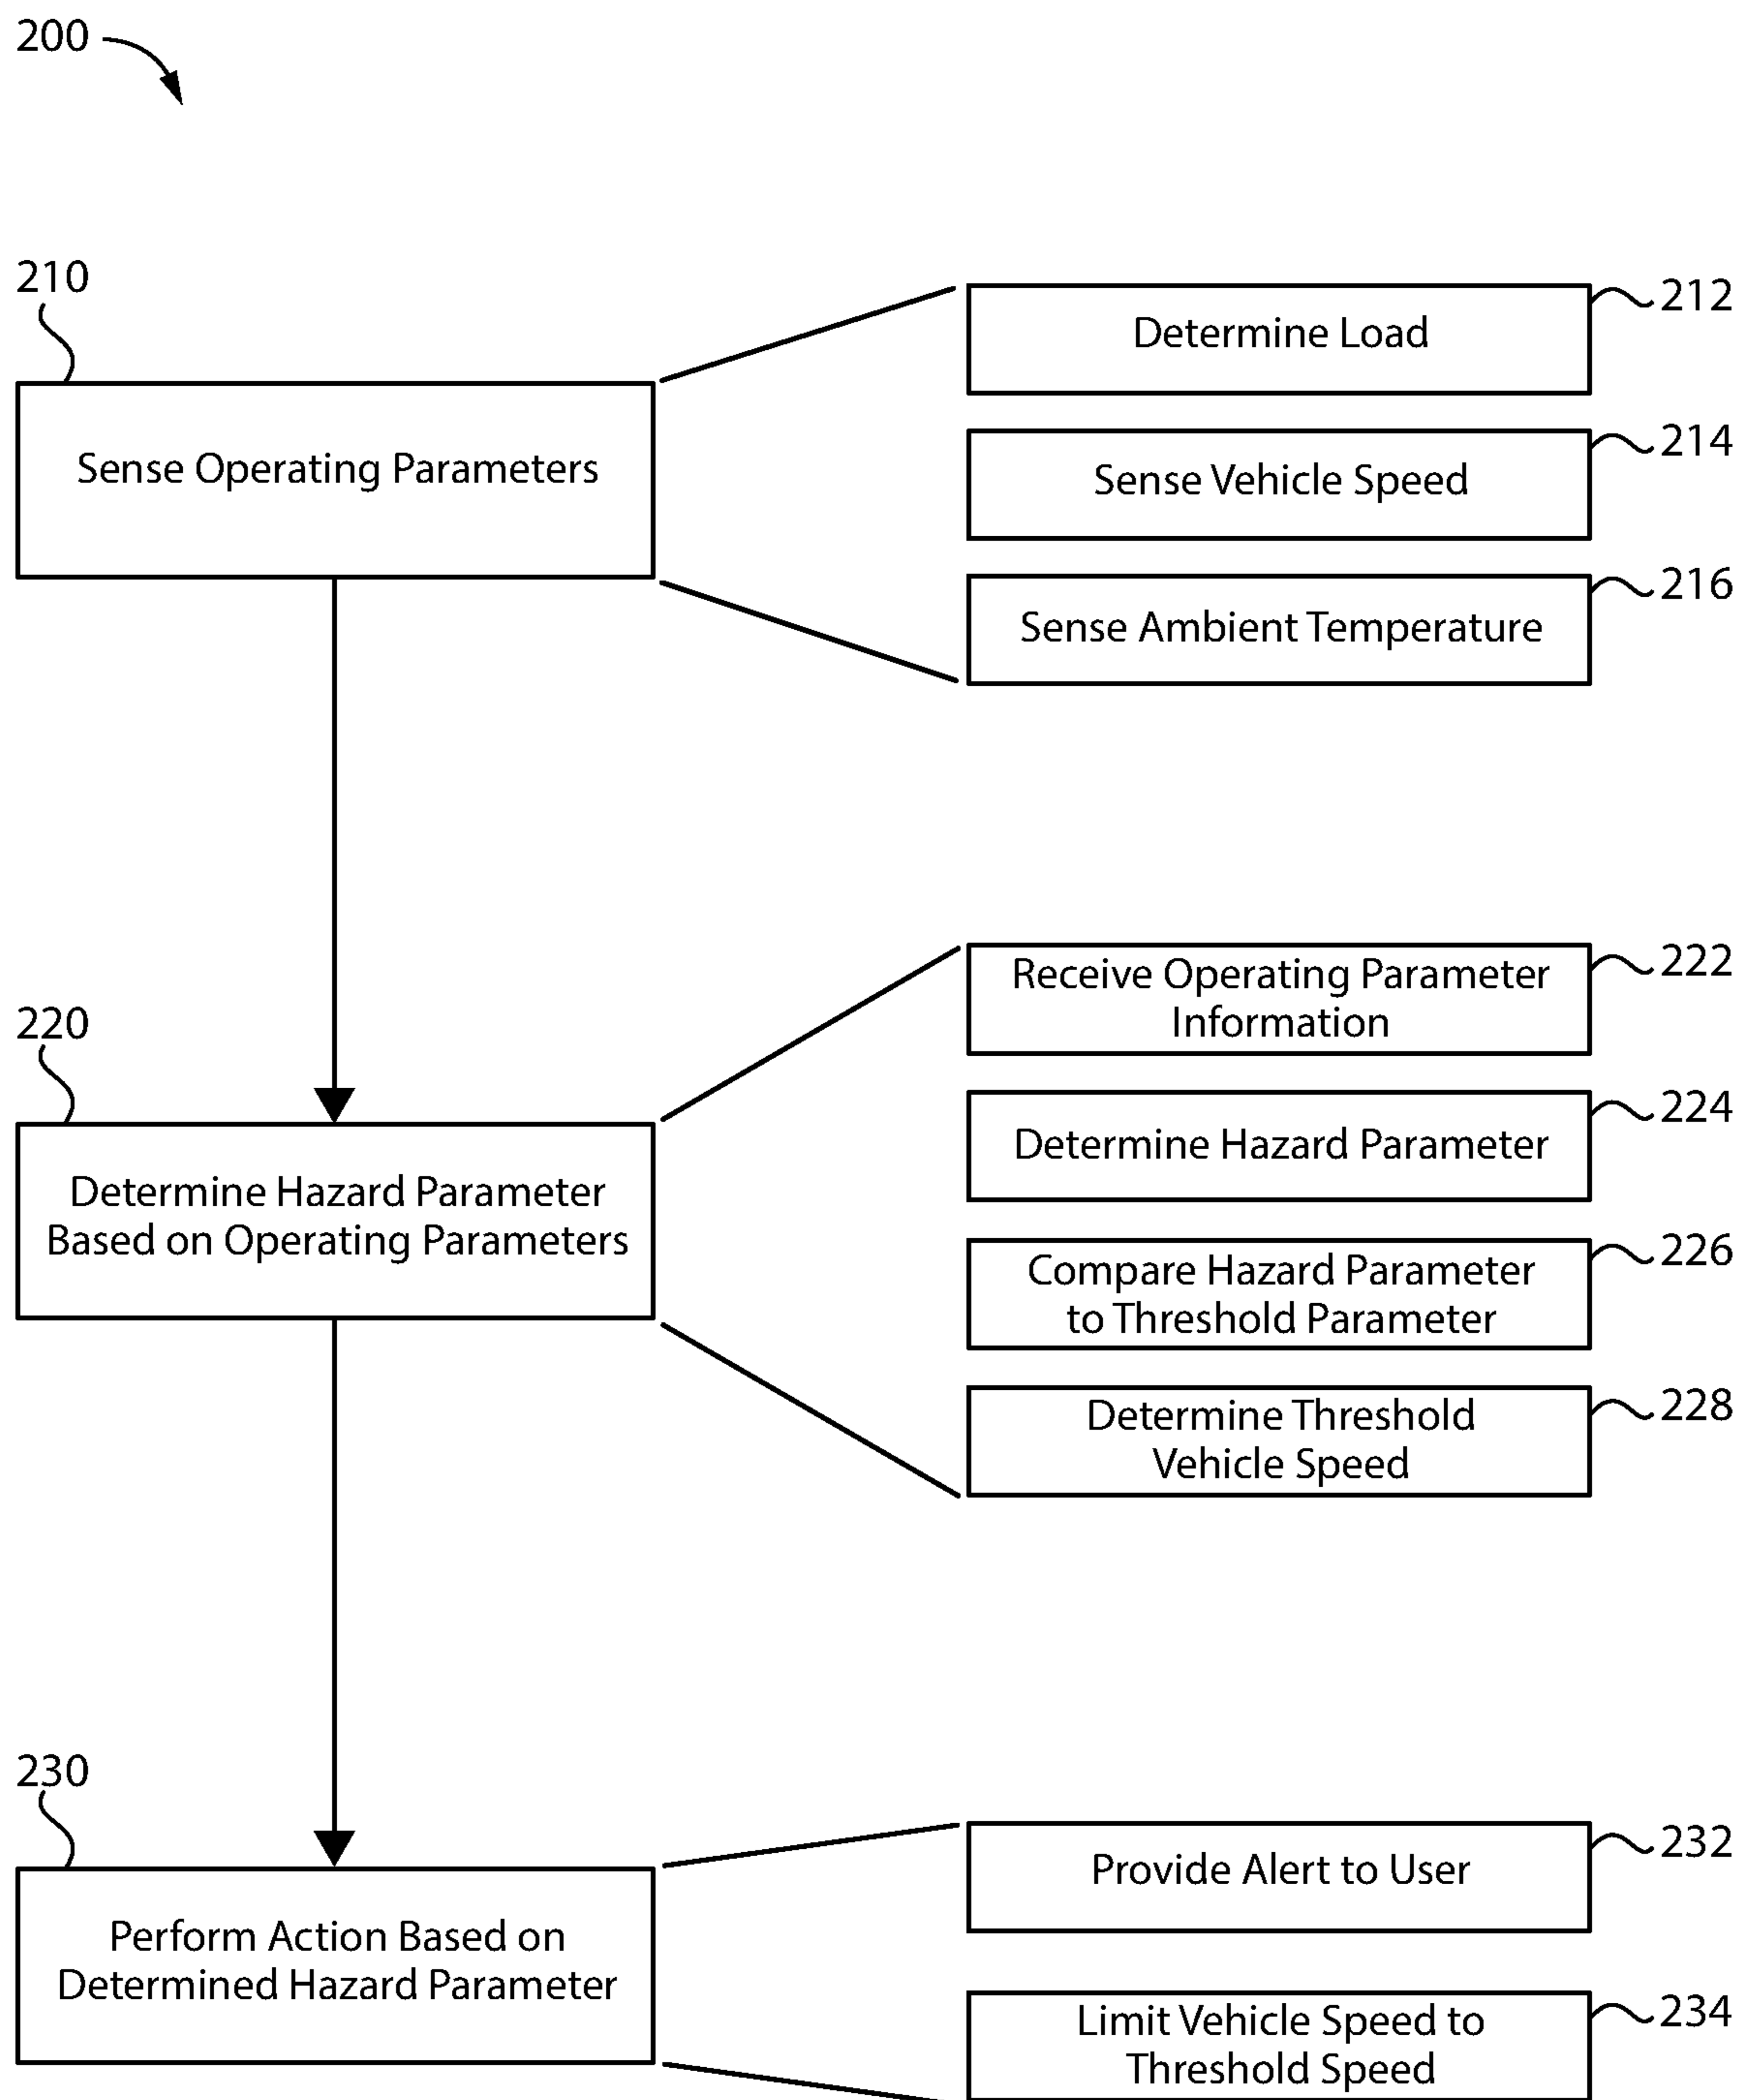 200
210
Sense Operating Parameters
Determine Load
212
Sense Vehicle Speed
214
Sense Ambient Temperature
216
220
Determine Hazard Parameter
Based on Operating Parameters
Receive Operating Parameter
Information
222
Determine Hazard Parameter
224
Compare Hazard Parameter
to Threshold Parameter
226
Determine Threshold
Vehicle Speed
228
230
Perform Action Based on
Determined Hazard Parameter
Provide Alert to User
232
Limit Vehicle Speed to
Threshold Speed
234